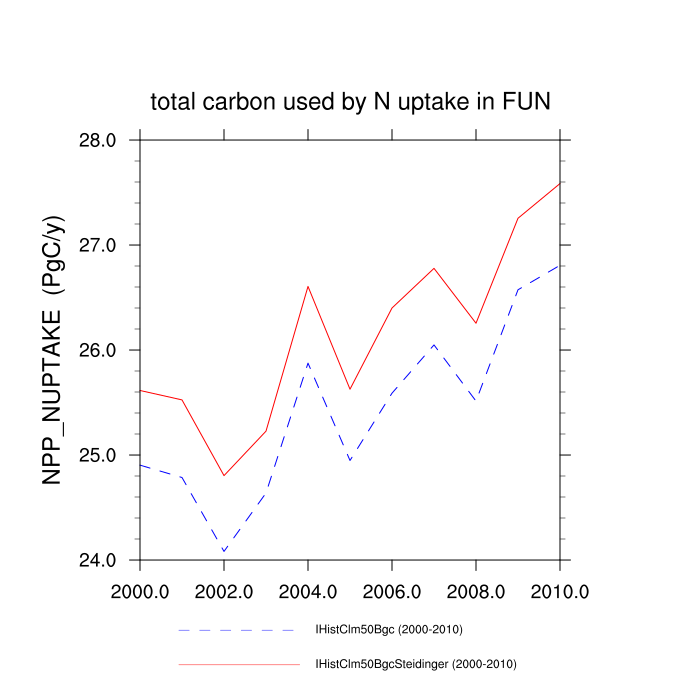 total carbon used by N uptake in FUN
28.0
27.0
26.0
25.0
24.0
NPP_NUPTAKE (PgC/y)
2000.0 2002.0 2004.0 2006.0 2008.0 2010.0
IHistClm50Bgc (2000-2010)
IHistClm50BgcSteidinger (2000-2010)